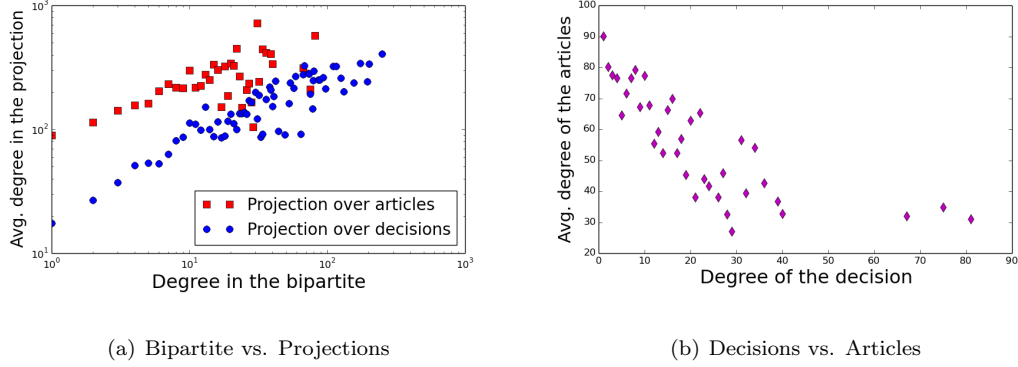 10³
10²
10¹
Avg. degree in the projection
Projection over articles
Projection over decisions
10⁰ 10¹ 10² 10³
Degree in the bipartite
(a) Bipartite vs. Projections
100
90
80
70
60
50
40
30
20
Avg. degree of the articles
0 10 20 30 40 50 60 70 80 90
Degree of the decision
(b) Decisions vs. Articles